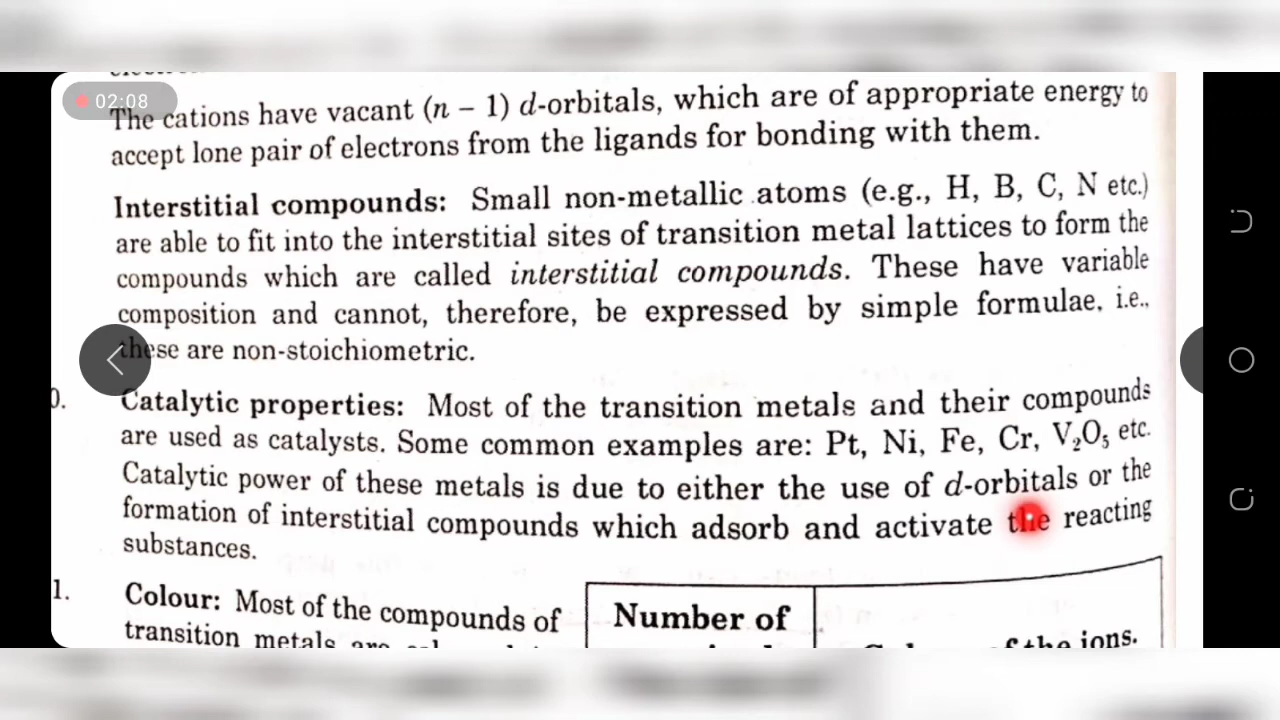 02:08
The cations have vacant (n – 1) d-orbitals, which are of appropriate energy to
accept lone pair of electrons from the ligands for bonding with them.
Interstitial compounds: Small non-metallic atoms (e.g., H, B, C, N etc.)
are able to fit into the interstitial sites of transition metal lattices to form the
compounds which are called interstitial compounds. These have variable
composition and cannot, therefore, be expressed by simple formulae, i.e.,
these are non-stoichiometric.
0. Catalytic properties: Most of the transition metals and their compounds
are used as catalysts. Some common examples are: Pt, Ni, Fe, Cr, V₂O₅ etc.
Catalytic power of these metals is due to either the use of d-orbitals or the
formation of interstitial compounds which adsorb and activate the reacting
substances.
1. Colour: Most of the compounds of
transition metals are
Number of
of the ions.